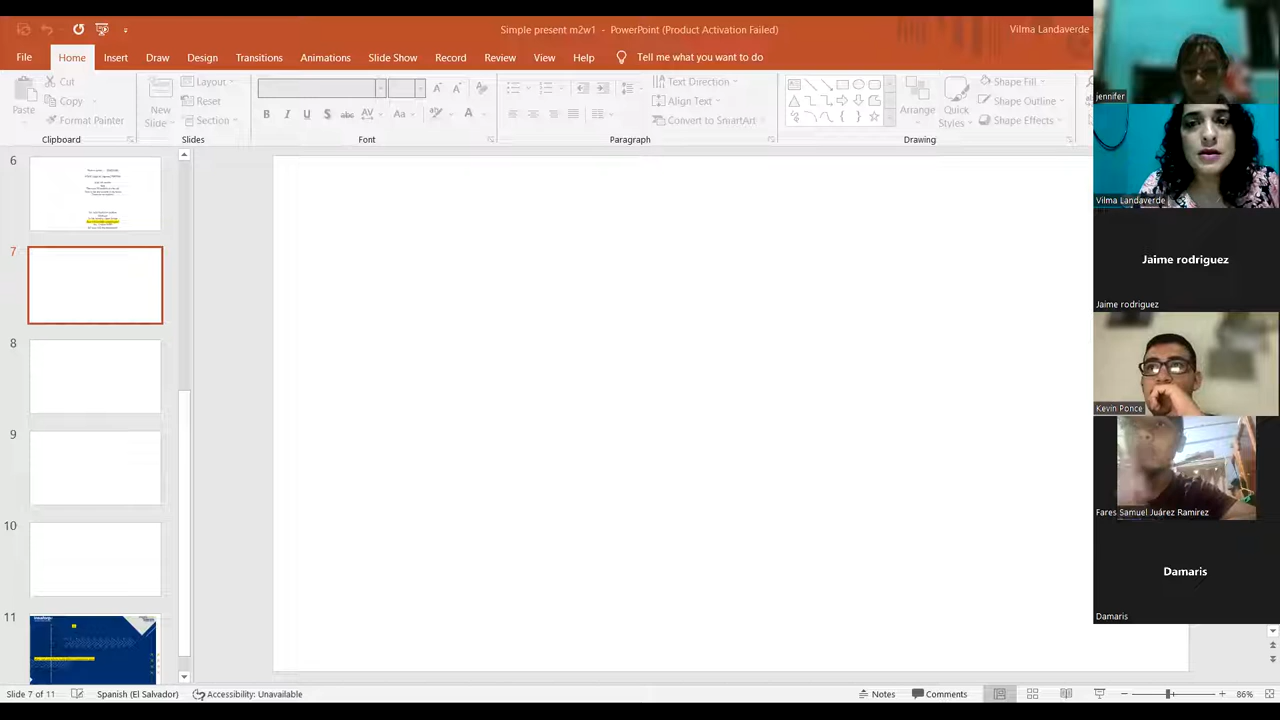 Simple present m2w1 - PowerPoint (Product Activation Failed)
Vilma Landaverde
File Home Insert Draw Design Transitions Animations Slide Show Record Review View Help Tell me what you want to do
Paste
Cut
Copy
Format Painter
Clipboard
New Slide
Layout
Reset
Section
Slides
B I U S abc AV Aa A
Font
Text Direction
Align Text
Convert to SmartArt
Paragraph
Arrange
Quick Styles
Shape Fill
Shape Outline
Shape Effects
Drawing
6
7
8
9
10
11
jennifer
Vilma Landaverde
Jaime rodriguez
Jaime rodriguez
Kevin Ponce
Fares Samuel Juárez Ramirez
Damaris
Damaris
Slide 7 of 11 Spanish (El Salvador) Accessibility: Unavailable Notes Comments 86%